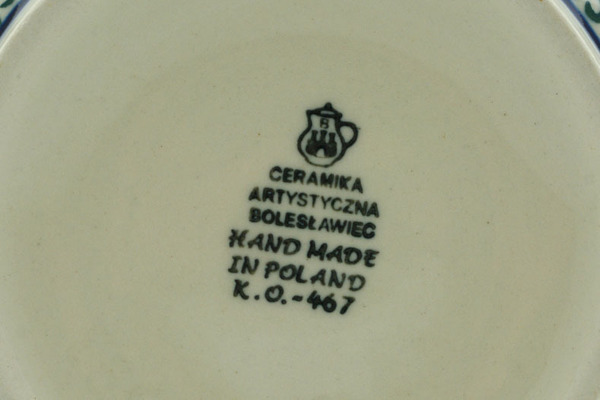 B
CERAMIKA
ARTYSTYCZNA
BOLESŁAWIEC
HAND MADE
IN POLAND
K.O.-467